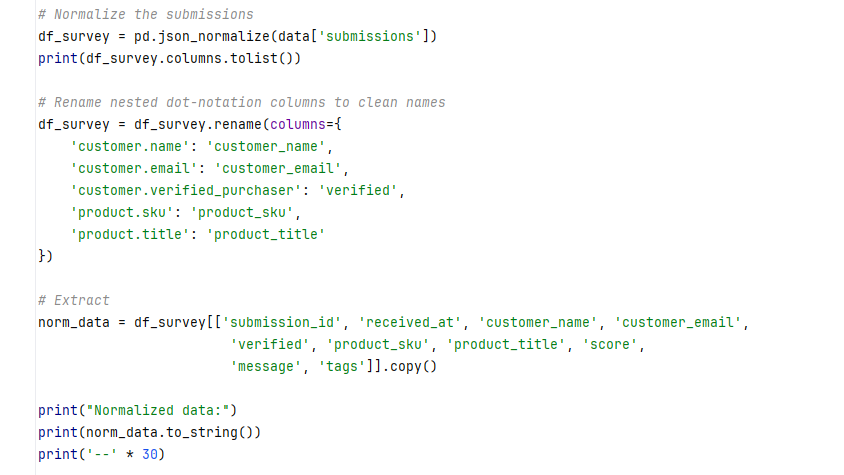 # Normalize the submissions
df_survey = pd.json_normalize(data['submissions'])
print(df_survey.columns.tolist())

# Rename nested dot-notation columns to clean names
df_survey = df_survey.rename(columns={
    'customer.name': 'customer_name',
    'customer.email': 'customer_email',
    'customer.verified_purchaser': 'verified',
    'product.sku': 'product_sku',
    'product.title': 'product_title'
})

# Extract
norm_data = df_survey[['submission_id', 'received_at', 'customer_name', 'customer_email',
                        'verified', 'product_sku', 'product_title', 'score',
                        'message', 'tags']].copy()

print("Normalized data:")
print(norm_data.to_string())
print('--' * 30)